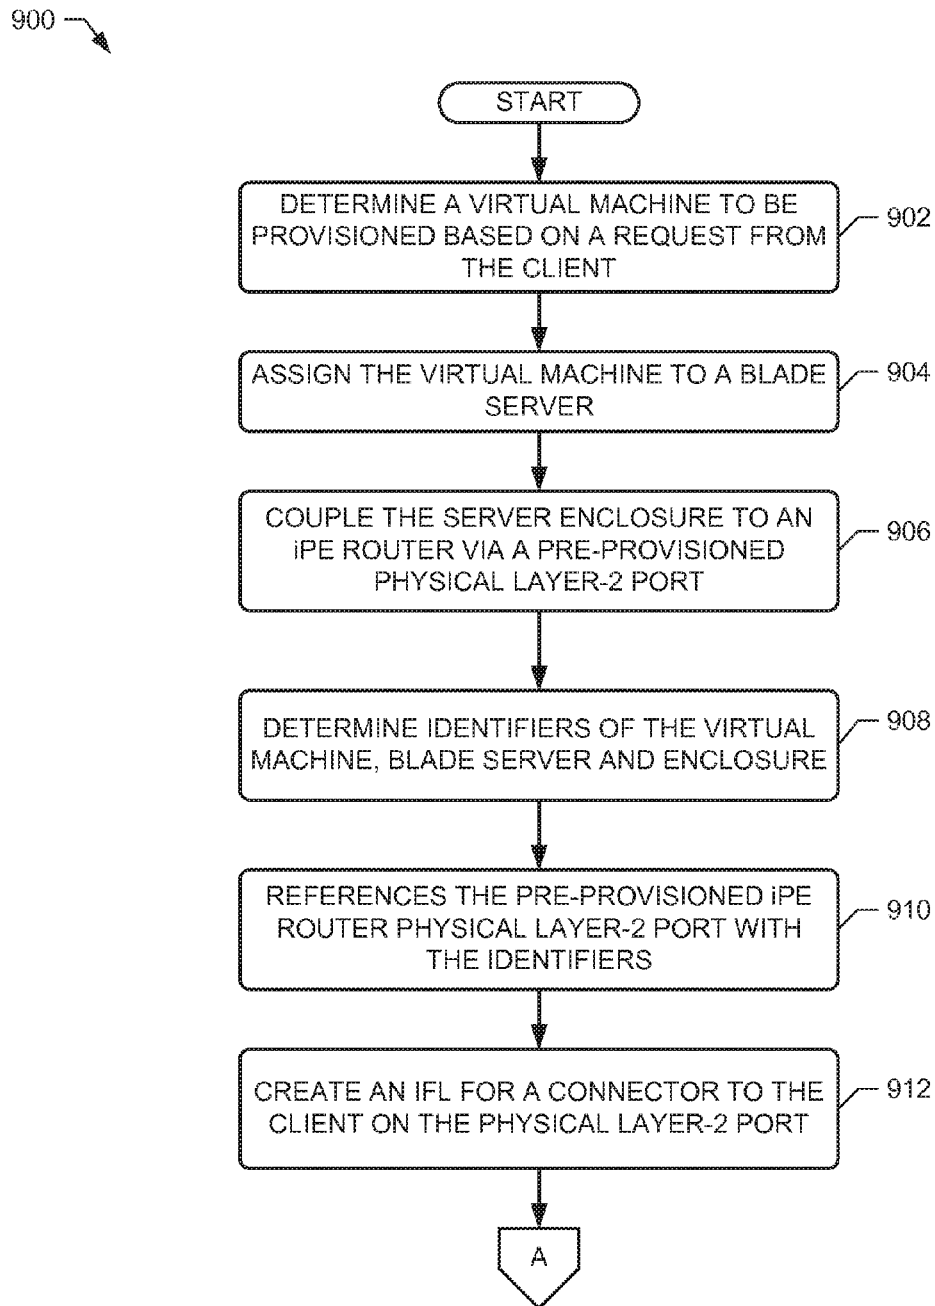 900
START
DETERMINE A VIRTUAL MACHINE TO BE
PROVISIONED BASED ON A REQUEST FROM
THE CLIENT
902
ASSIGN THE VIRTUAL MACHINE TO A BLADE
SERVER
904
COUPLE THE SERVER ENCLOSURE TO AN
iPE ROUTER VIA A PRE-PROVISIONED
PHYSICAL LAYER-2 PORT
906
DETERMINE IDENTIFIERS OF THE VIRTUAL
MACHINE, BLADE SERVER AND ENCLOSURE
908
REFERENCES THE PRE-PROVISIONED iPE
ROUTER PHYSICAL LAYER-2 PORT WITH
THE IDENTIFIERS
910
CREATE AN IFL FOR A CONNECTOR TO THE
CLIENT ON THE PHYSICAL LAYER-2 PORT
912
A